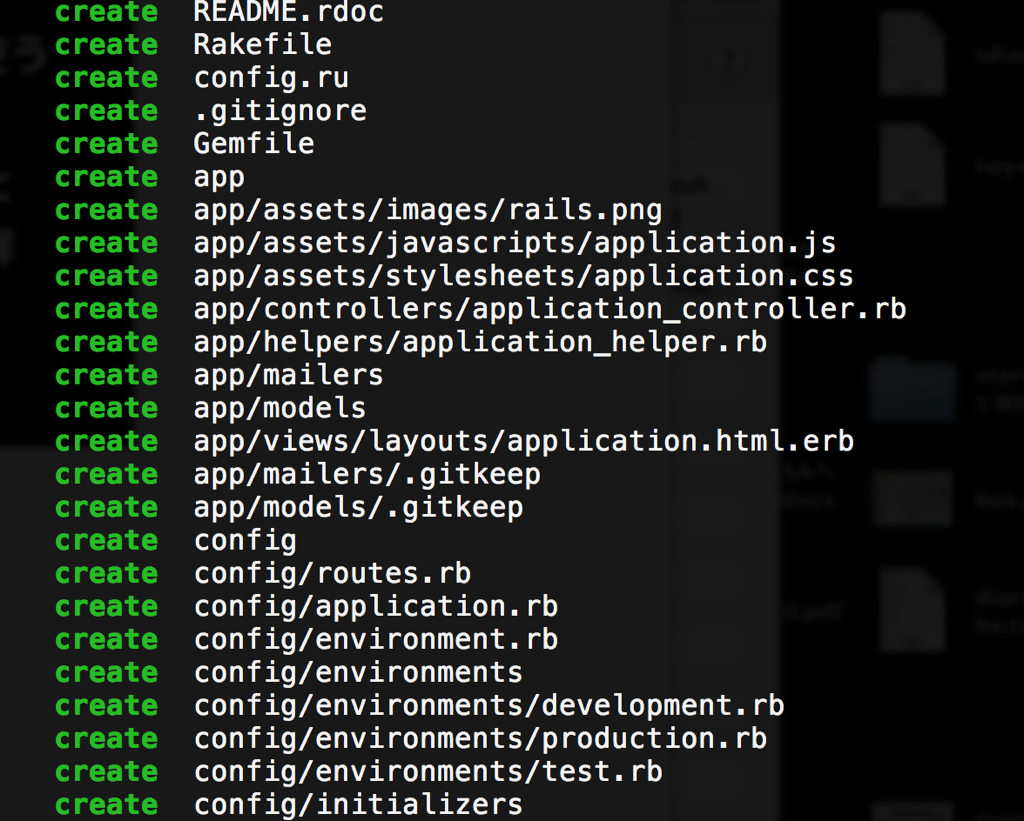 create README.rdoc
create Rakefile
create config.ru
create .gitignore
create Gemfile
create app
create app/assets/images/rails.png
create app/assets/javascripts/application.js
create app/assets/stylesheets/application.css
create app/controllers/application_controller.rb
create app/helpers/application_helper.rb
create app/mailers
create app/models
create app/views/layouts/application.html.erb
create app/mailers/.gitkeep
create app/models/.gitkeep
create config
create config/routes.rb
create config/application.rb
create config/environment.rb
create config/environments
create config/environments/development.rb
create config/environments/production.rb
create config/environments/test.rb
create config/initializers